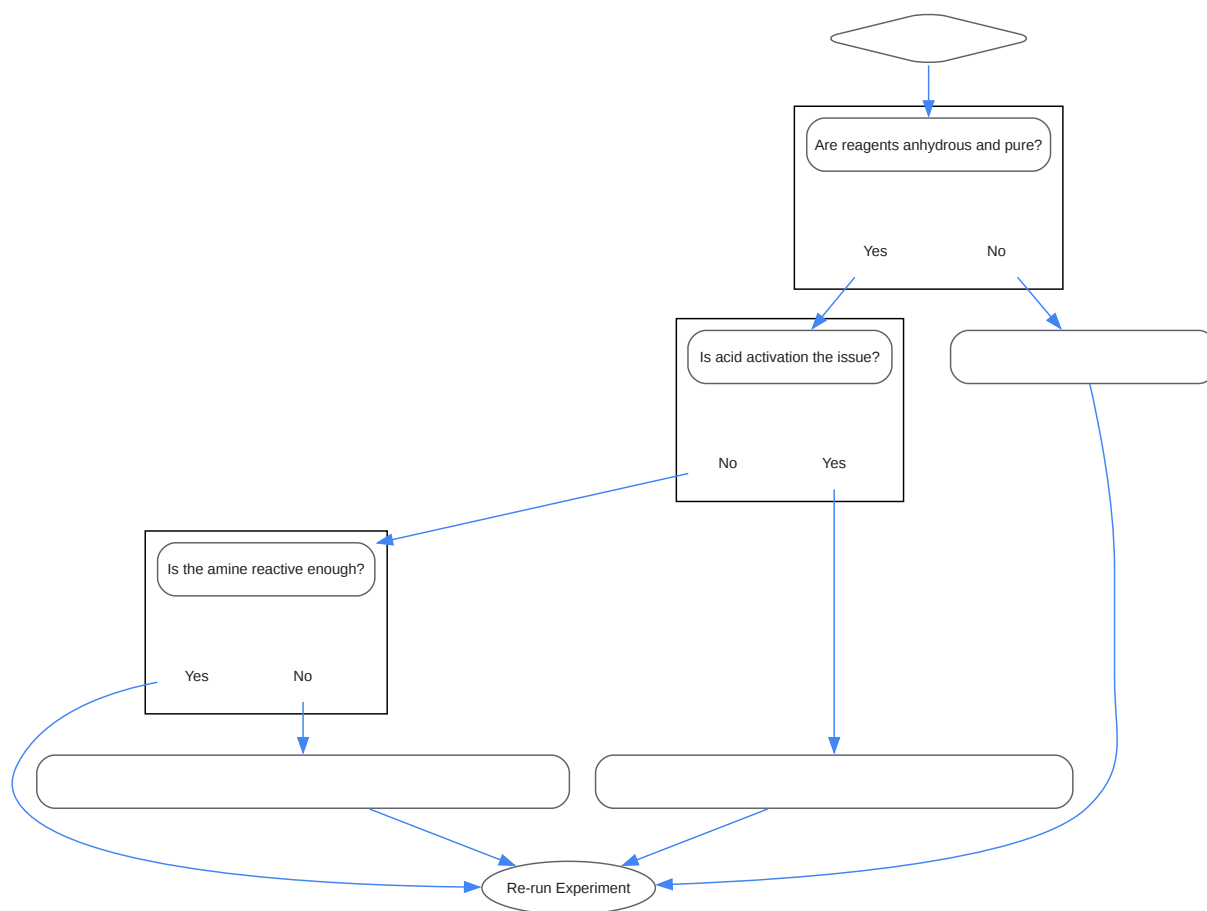 Are reagents anhydrous and pure?
Yes
No
Is acid activation the issue?
No
Yes
Is the amine reactive enough?
Yes
No
Re-run Experiment